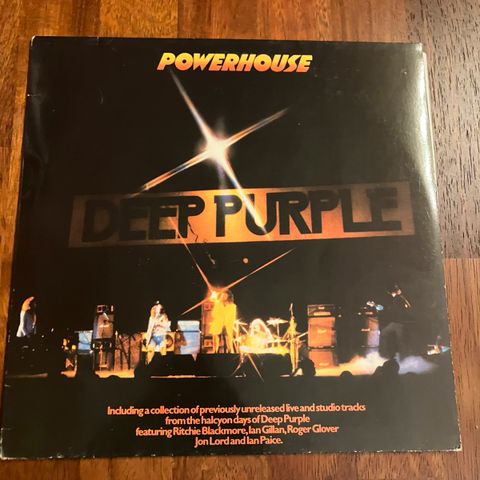 POWERHOUSE
DEEP PURPLE
Including a collection of previously unreleased live and studio tracks
from the halcyon days of Deep Purple
featuring Ritchie Blackmore, Ian Gillan, Roger Glover
Jon Lord and Ian Paice.